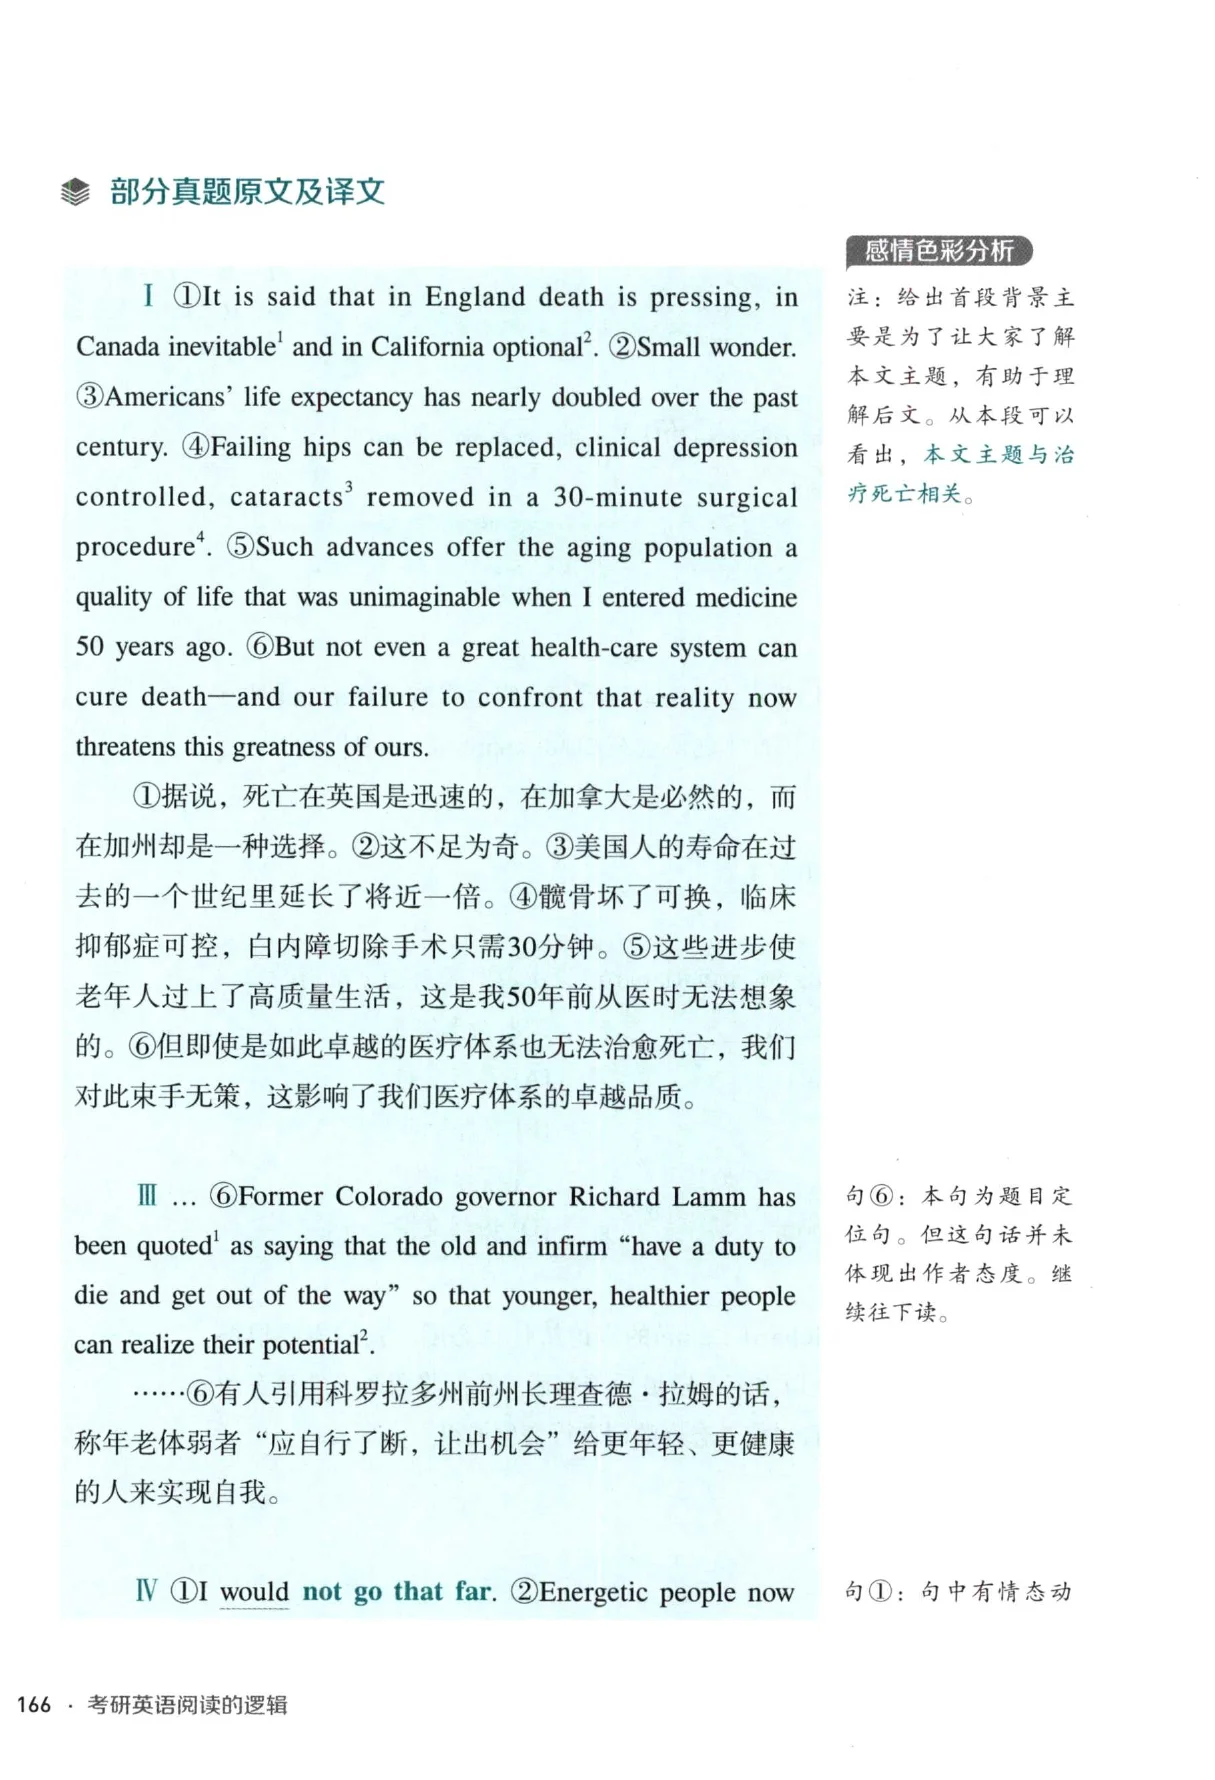 部分真题原文及译文
感情色彩分析
Ⅰ ①It is said that in England death is pressing, in
Canada inevitable¹ and in California optional². ②Small wonder.
③Americans’ life expectancy has nearly doubled over the past
century. ④Failing hips can be replaced, clinical depression
controlled, cataracts³ removed in a 30-minute surgical
procedure⁴. ⑤Such advances offer the aging population a
quality of life that was unimaginable when I entered medicine
50 years ago. ⑥But not even a great health-care system can
cure death—and our failure to confront that reality now
threatens this greatness of ours.
注：给出首段背景主
要是为了让大家了解
本文主题，有助于理
解后文。从本段可以
看出，本文主题与治
疗死亡相关。
①据说，死亡在英国是迅速的，在加拿大是必然的，而
在加州却是一种选择。②这不足为奇。③美国人的寿命在过
去的一个世纪里延长了将近一倍。④髋骨坏了可换，临床
抑郁症可控，白内障切除手术只需30分钟。⑤这些进步使
老年人过上了高质量生活，这是我50年前从医时无法想象
的。⑥但即使是如此卓越的医疗体系也无法治愈死亡，我们
对此束手无策，这影响了我们医疗体系的卓越品质。
Ⅲ … ⑥Former Colorado governor Richard Lamm has
been quoted¹ as saying that the old and infirm “have a duty to
die and get out of the way” so that younger, healthier people
can realize their potential².
句⑥：本句为题目定
位句。但这句话并未
体现出作者态度。继
续往下读。
……⑥有人引用科罗拉多州前州长理查德·拉姆的话，
称年老体弱者“应自行了断，让出机会”给更年轻、更健康
的人来实现自我。
Ⅳ ①I would not go that far. ②Energetic people now
句①：句中有情态动
166 · 考研英语阅读的逻辑